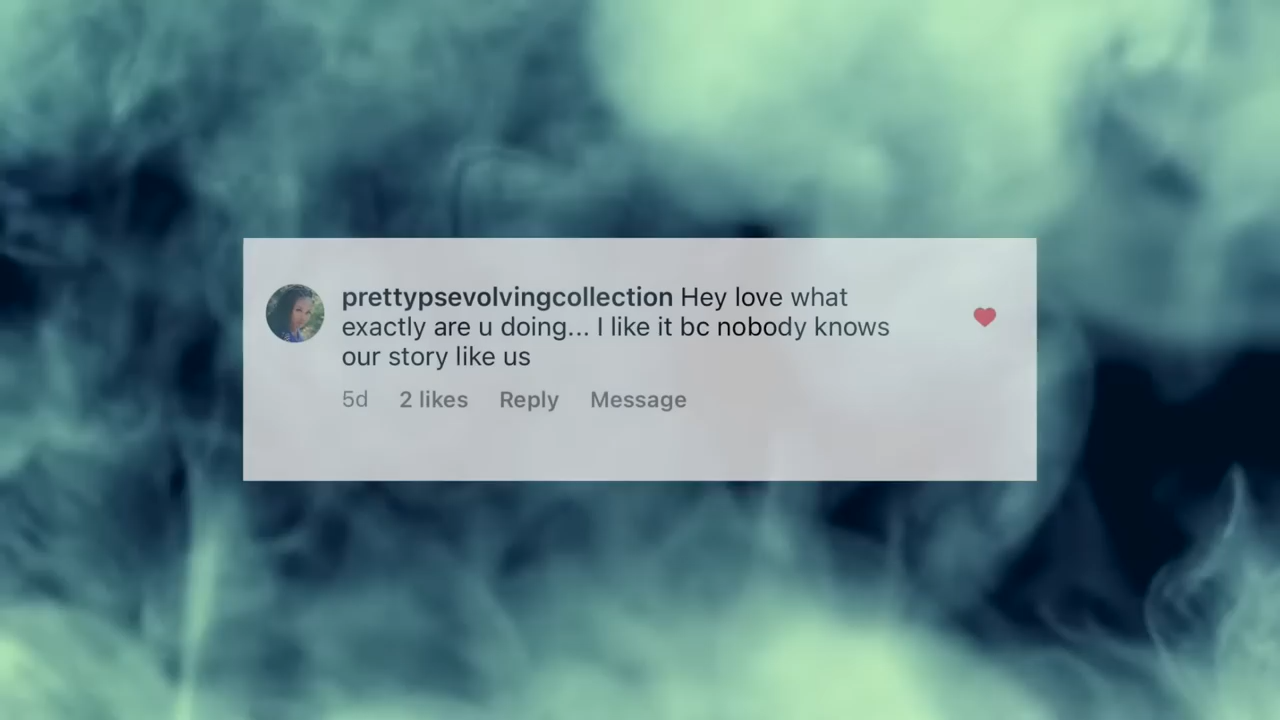 prettypsevolvingcollection Hey love what
exactly are u doing... I like it bc nobody knows
our story like us
5d 2 likes Reply Message